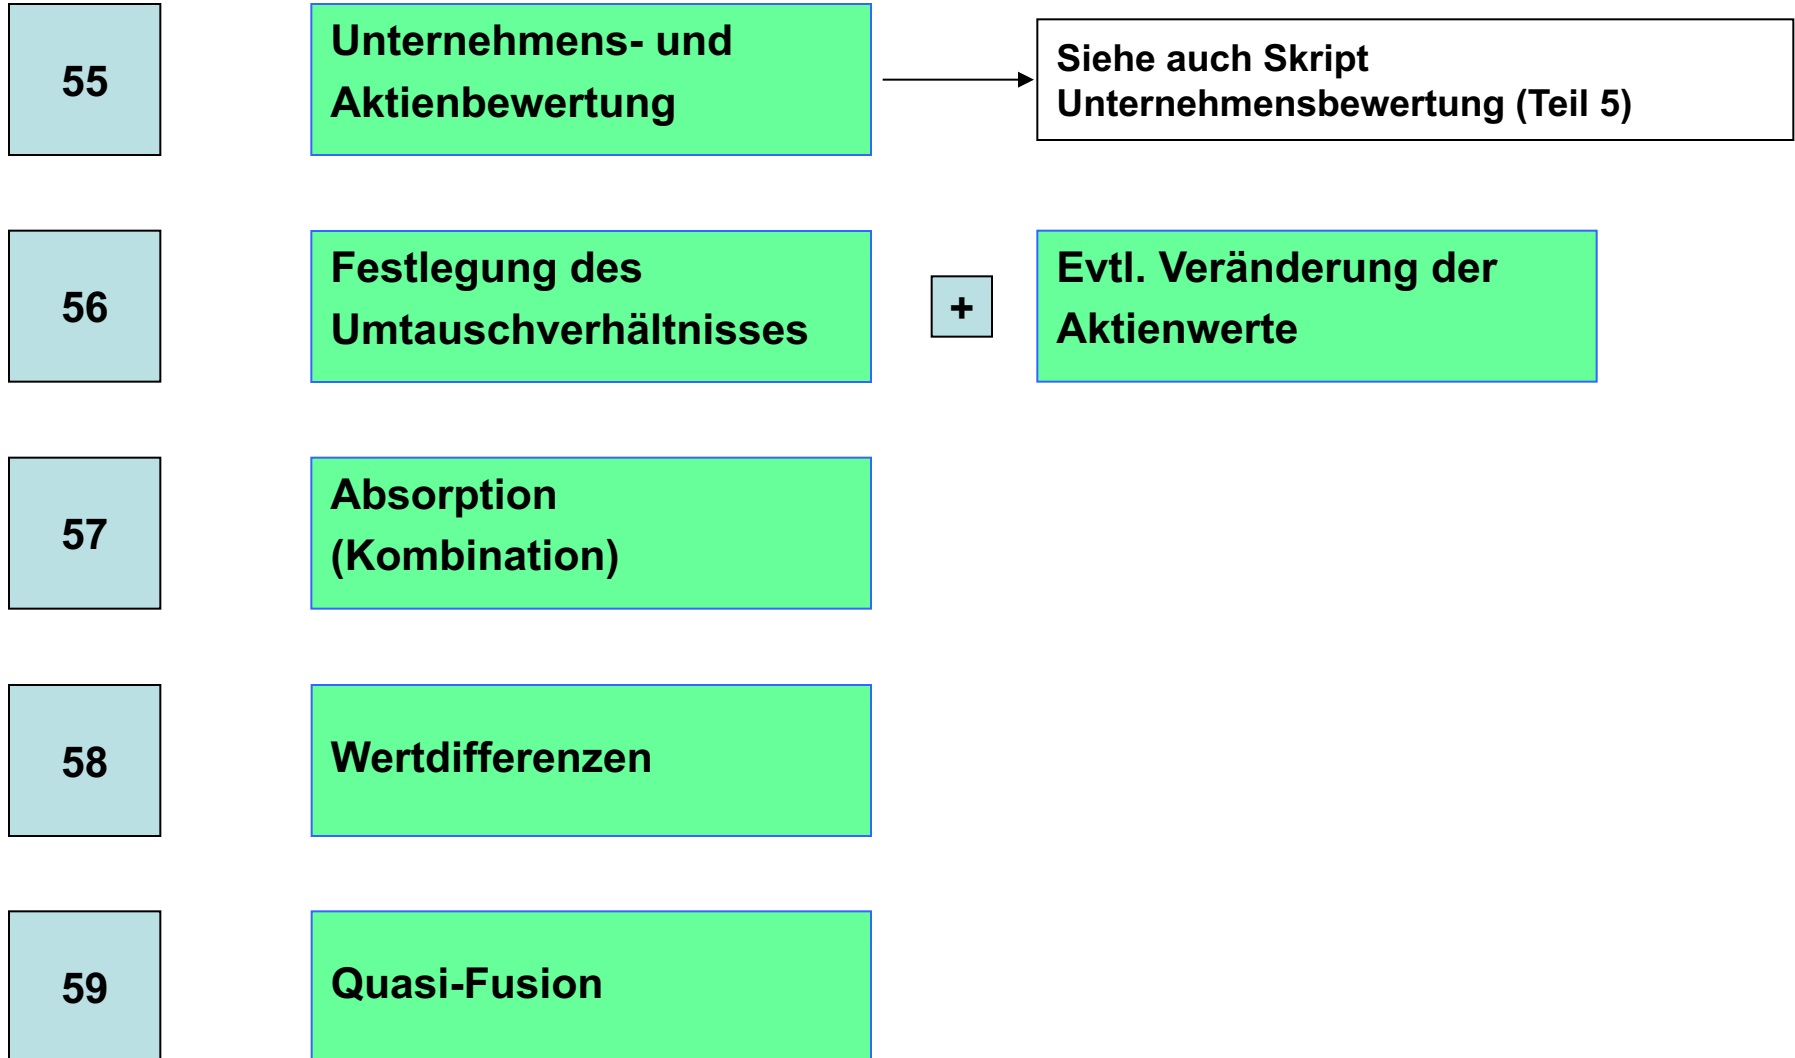 55
Unternehmens- und
Aktienbewertung
Siehe auch Skript
Unternehmensbewertung (Teil 5)
56
Festlegung des
Umtauschverhältnisses
+
Evtl. Veränderung der
Aktienwerte
57
Absorption
(Kombination)
58
Wertdifferenzen
59
Quasi-Fusion